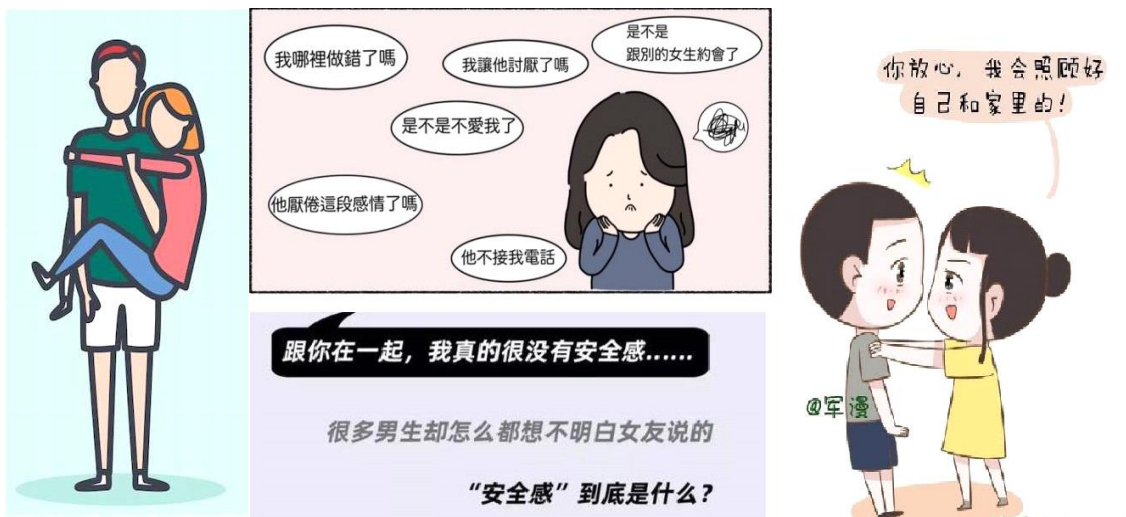 我哪裡做錯了嗎
我讓他討厭了嗎
是不是
跟別的女生約會了
是不是不愛我了
他厭倦這段感情了嗎
他不接我電話
跟你在一起，我真的很没有安全感……
很多男生却怎么都想不明白女友说的
“安全感”到底是什么？
你放心，我会照顾好
自己和家里的！
@军漫